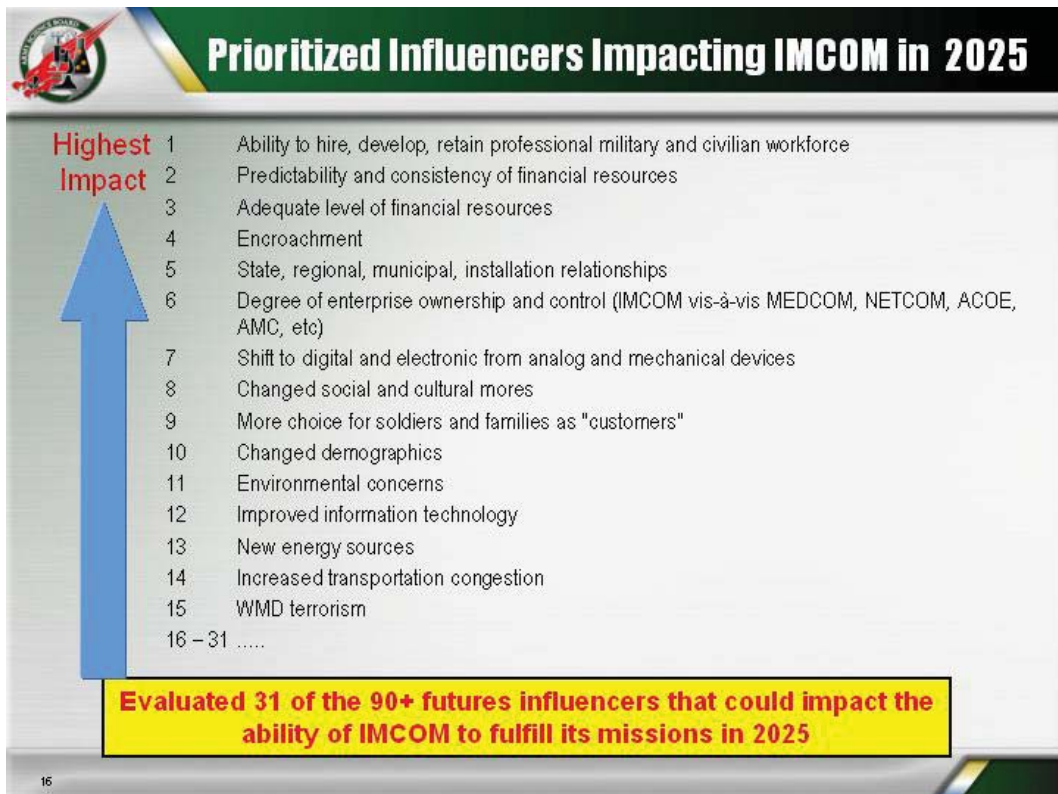 ARMY SCIENCE BOARD
Prioritized Influencers Impacting IMCOM in 2025
Highest
Impact
1 Ability to hire, develop, retain professional military and civilian workforce
2 Predictability and consistency of financial resources
3 Adequate level of financial resources
4 Encroachment
5 State, regional, municipal, installation relationships
6 Degree of enterprise ownership and control (IMCOM vis-à-vis MEDCOM, NETCOM, ACOE,
AMC, etc)
7 Shift to digital and electronic from analog and mechanical devices
8 Changed social and cultural mores
9 More choice for soldiers and families as "customers"
10 Changed demographics
11 Environmental concerns
12 Improved information technology
13 New energy sources
14 Increased transportation congestion
15 WMD terrorism
16 – 31 .....
Evaluated 31 of the 90+ futures influencers that could impact the
ability of IMCOM to fulfill its missions in 2025
16